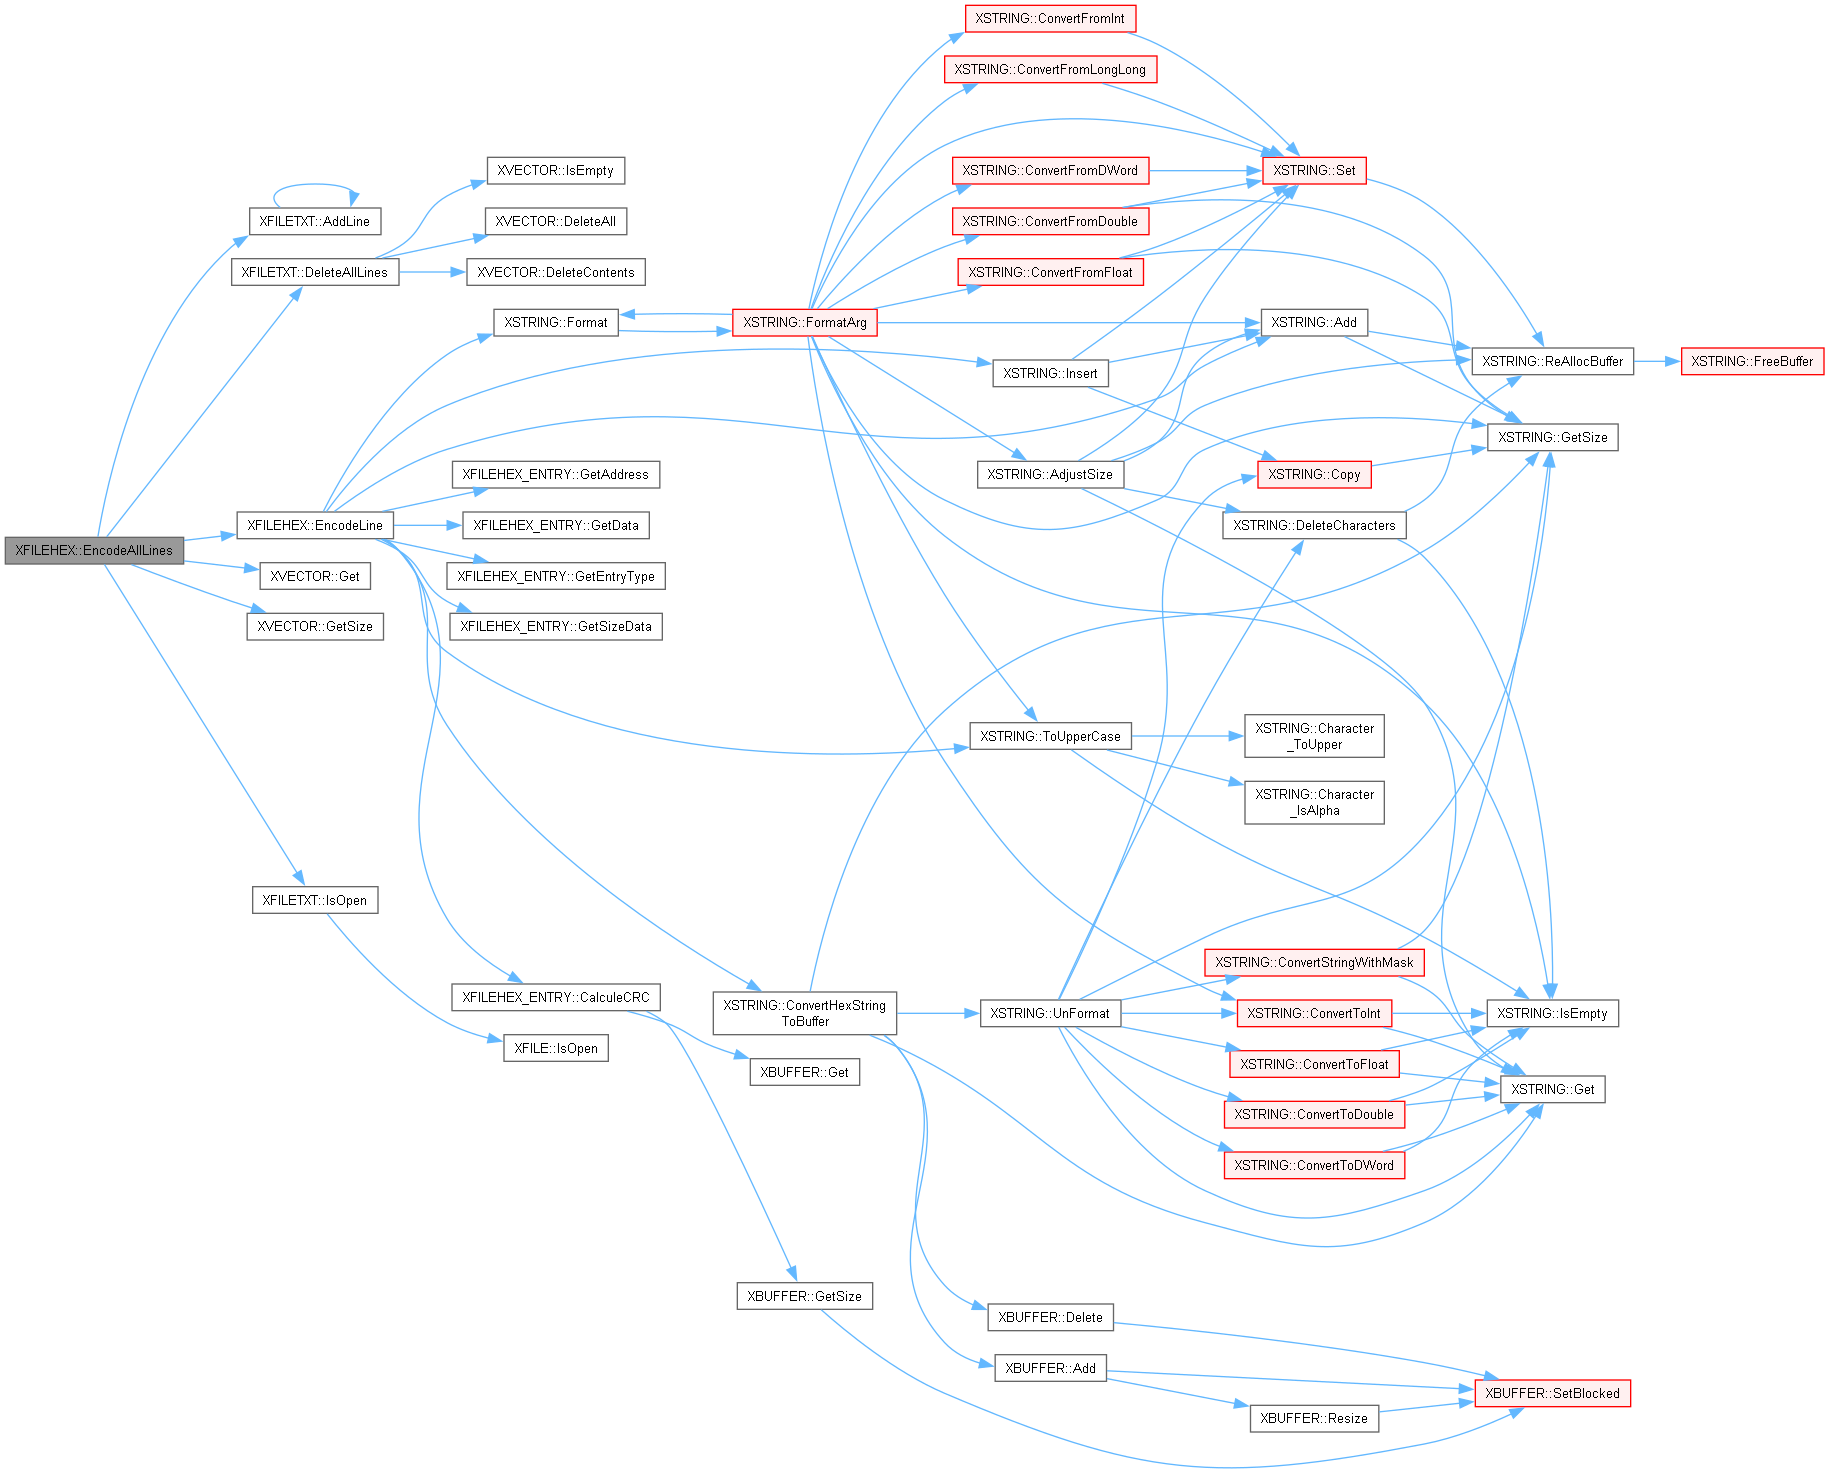 XSTRING::ConvertFromInt
XSTRING::ConvertFromLongLong
XVECTOR::IsEmpty
XSTRING::ConvertFromDWord
XSTRING::Set
XFILETXT::AddLine
XVECTOR::DeleteAll
XSTRING::ConvertFromDouble
XFILETXT::DeleteAllLines
XVECTOR::DeleteContents
XSTRING::ConvertFromFloat
XSTRING::Format
XSTRING::FormatArg
XSTRING::Add
XSTRING::ReAllocBuffer
XSTRING::FreeBuffer
XSTRING::Insert
XSTRING::GetSize
XFILEHEX_ENTRY::GetAddress
XSTRING::AdjustSize
XSTRING::Copy
XFILEHEX::EncodeLine
XFILEHEX_ENTRY::GetData
XSTRING::DeleteCharacters
XFILEHEX::EncodeAllLines
XVECTOR::Get
XFILEHEX_ENTRY::GetEntryType
XVECTOR::GetSize
XFILEHEX_ENTRY::GetSizeData
XSTRING::ToUpperCase
XSTRING::Character
_ToUpper
XSTRING::Character
_IsAlpha
XFILETXT::IsOpen
XSTRING::ConvertStringWithMask
XFILEHEX_ENTRY::CalculeCRC
XSTRING::ConvertHexString
ToBuffer
XSTRING::UnFormat
XSTRING::ConvertToInt
XSTRING::IsEmpty
XFILE::IsOpen
XBUFFER::Get
XSTRING::ConvertToFloat
XSTRING::Get
XSTRING::ConvertToDouble
XSTRING::ConvertToDWord
XBUFFER::GetSize
XBUFFER::Delete
XBUFFER::Add
XBUFFER::SetBlocked
XBUFFER::Resize